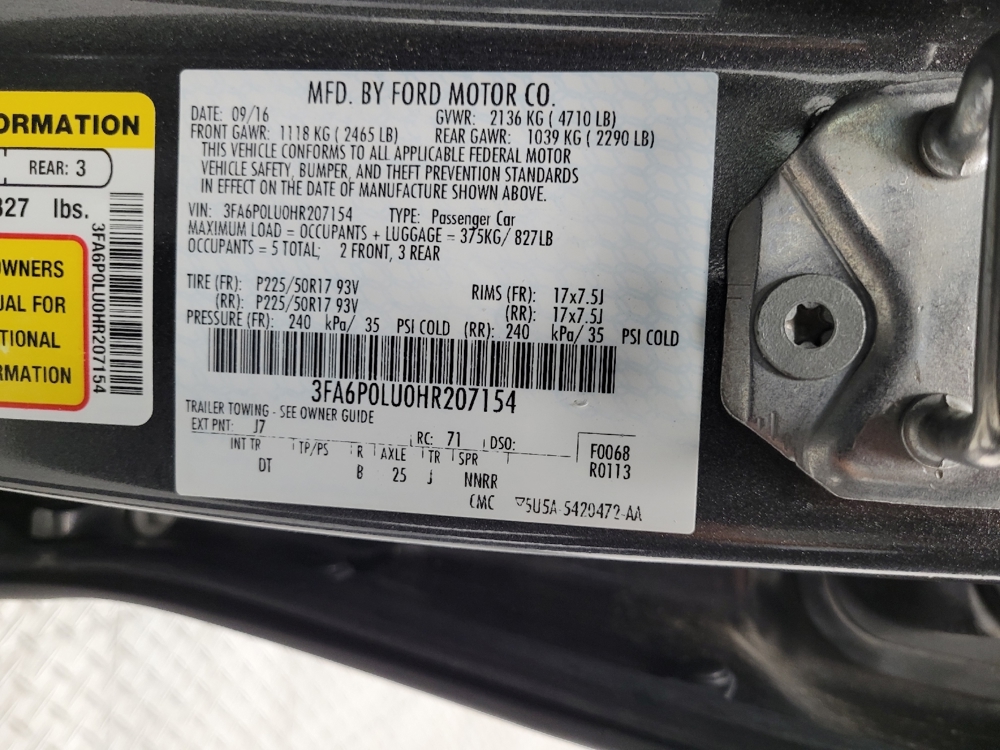 ORMATION
REAR: 3
827 lbs.
OWNERS
UAL FOR
TIONAL
RMATION
3FA6P0LU0HR207154
MFD. BY FORD MOTOR CO.
DATE: 09/16 GVWR: 2136 KG ( 4710 LB)
FRONT GAWR: 1118 KG ( 2465 LB) REAR GAWR: 1039 KG ( 2290 LB)
THIS VEHICLE CONFORMS TO ALL APPLICABLE FEDERAL MOTOR
VEHICLE SAFETY, BUMPER, AND THEFT PREVENTION STANDARDS
IN EFFECT ON THE DATE OF MANUFACTURE SHOWN ABOVE.
VIN: 3FA6P0LU0HR207154 TYPE: Passenger Car
MAXIMUM LOAD = OCCUPANTS + LUGGAGE = 375KG/ 827LB
OCCUPANTS = 5 TOTAL; 2 FRONT, 3 REAR
TIRE (FR): P225/50R17 93V RIMS (FR): 17x7.5J
(RR): P225/50R17 93V (RR): 17x7.5J
PRESSURE (FR): 240 kPa/ 35 PSI COLD (RR): 240 kPa/ 35 PSI COLD
3FA6P0LU0HR207154
TRAILER TOWING - SEE OWNER GUIDE
EXT PNT: J7 RC: 71 DSO: F0068
INT TR TP/PS R AXLE TR SPR R0113
DT B 25 J NNRR
CMC ▽5U5A-5420472-AA